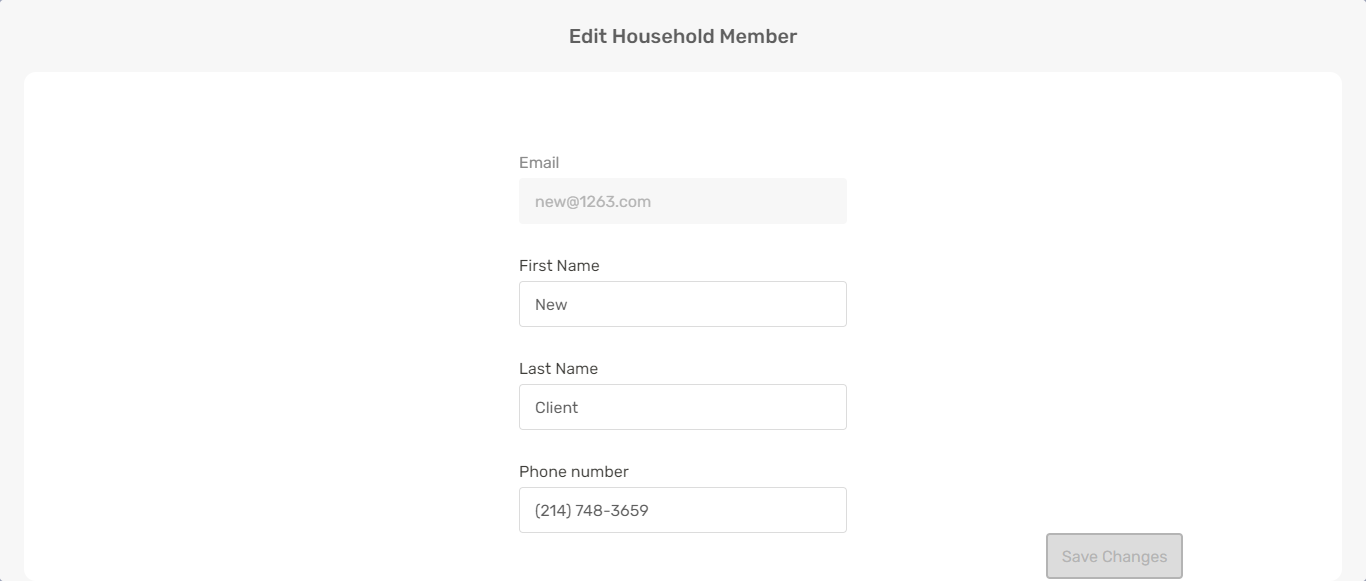 Edit Household Member
Email
new@1263.com
First Name
New
Last Name
Client
Phone number
(214) 748-3659
Save Changes